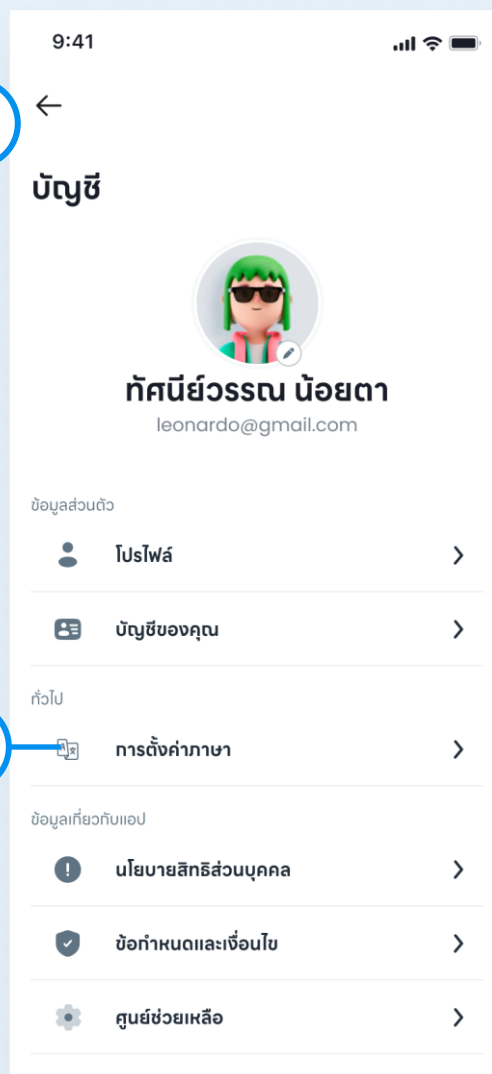 9:41
บัญชี
ทัศนีย์วรรณ น้อยตา
leonardo@gmail.com
ข้อมูลส่วนตัว
โปรไฟล์
บัญชีของคุณ
ทั่วไป
การตั้งค่าภาษา
ข้อมูลเกี่ยวกับแอป
นโยบายสิทธิส่วนบุคคล
ข้อกำหนดและเงื่อนไข
ศูนย์ช่วยเหลือ